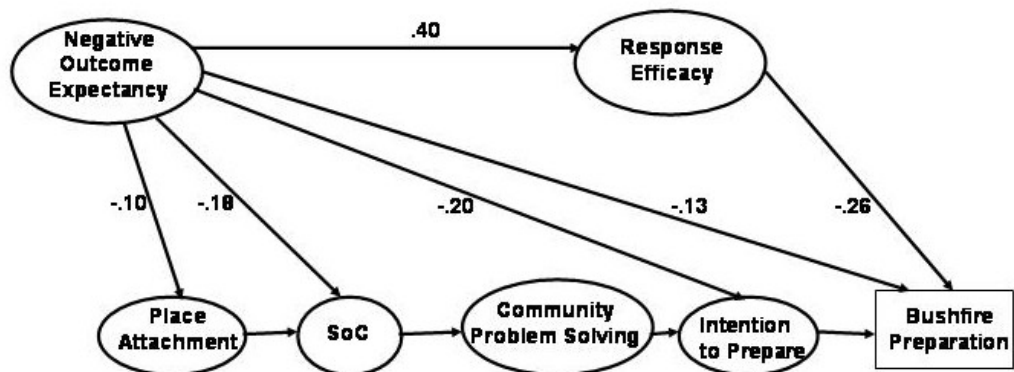 Negative
Outcome
Expectancy
.40
Response
Efficacy
-.10
-.18
-.20
-.13
-.26
Place
Attachment
SoC
Community
Problem Solving
Intention
to Prepare
Bushfire
Preparation